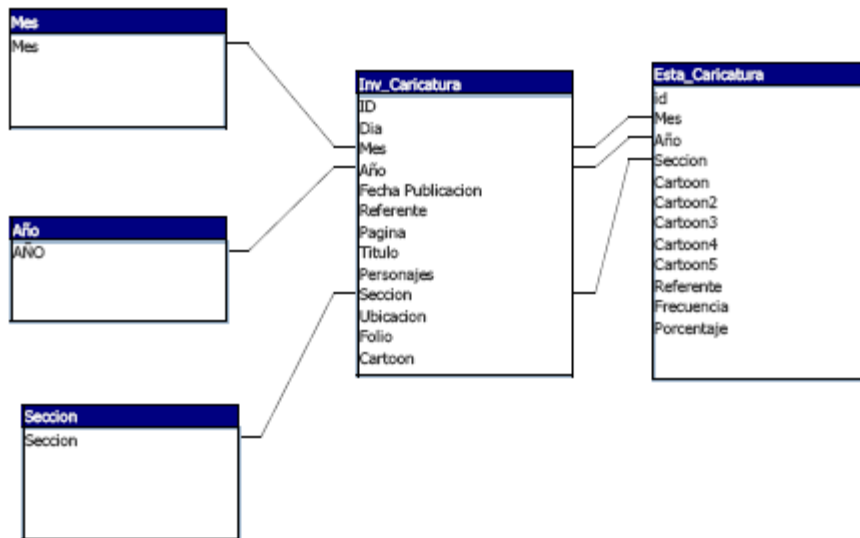 Mes
Mes
Año
AÑO
Seccion
Seccion
Inv_Caricatura
ID
Dia
Mes
Año
Fecha Publicacion
Referente
Pagina
Titulo
Personajes
Seccion
Ubicacion
Folio
Cartoon
Esta_Caricatura
id
Mes
Año
Seccion
Cartoon
Cartoon2
Cartoon3
Cartoon4
Cartoon5
Referente
Frecuencia
Porcentaje